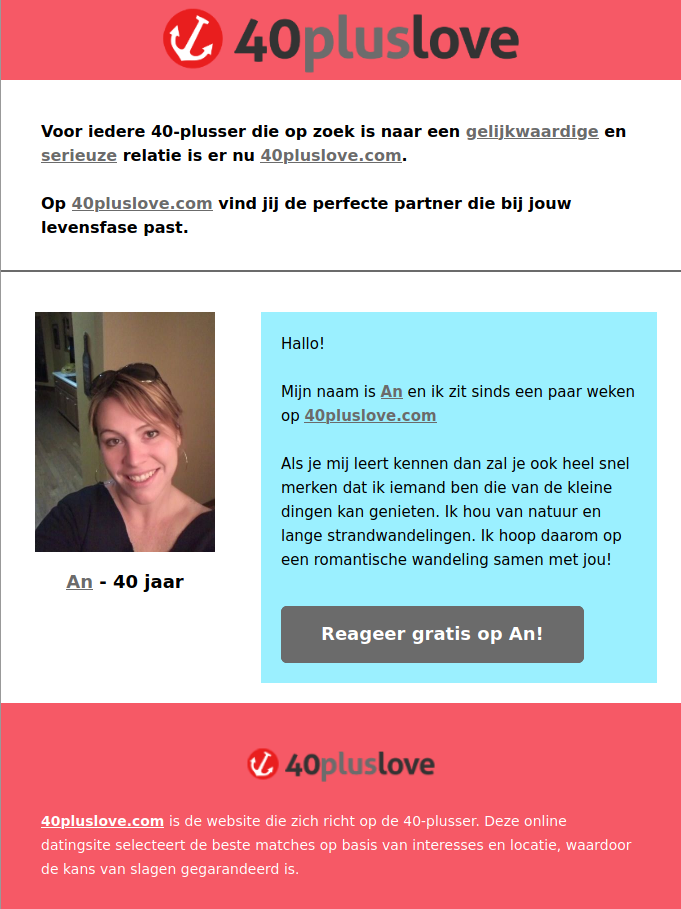 40pluslove
Voor iedere 40-plusser die op zoek is naar een gelijkwaardige en
serieuze relatie is er nu 40pluslove.com.
Op 40pluslove.com vind jij de perfecte partner die bij jouw
levensfase past.
Hallo!
Mijn naam is An en ik zit sinds een paar weken
op 40pluslove.com
Als je mij leert kennen dan zal je ook heel snel
merken dat ik iemand ben die van de kleine
dingen kan genieten. Ik hou van natuur en
lange strandwandelingen. Ik hoop daarom op
een romantische wandeling samen met jou!
An - 40 jaar
Reageer gratis op An!
40pluslove
40pluslove.com is de website die zich richt op de 40-plusser. Deze online
datingsite selecteert de beste matches op basis van interesses en locatie, waardoor
de kans van slagen gegarandeerd is.